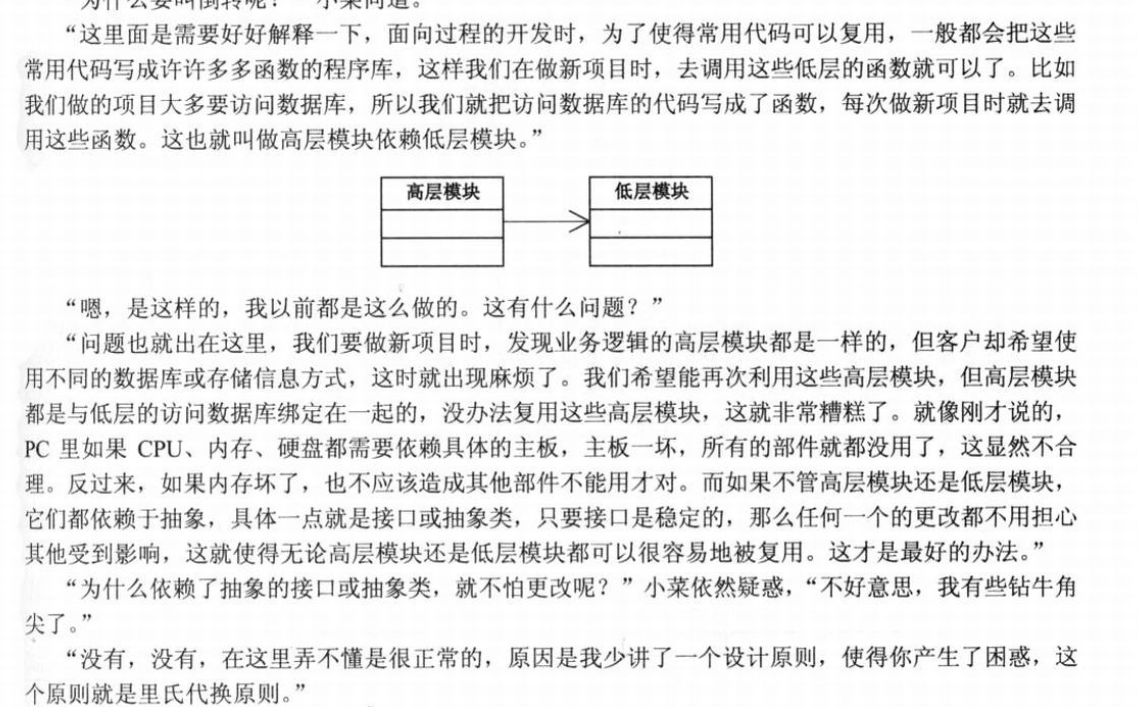 “为什么要叫倒转呢？”小菜问道。
“这里面是需要好好解释一下，面向过程的开发时，为了使得常用代码可以复用，一般都会把这些
常用代码写成许许多多函数的程序库，这样我们在做新项目时，去调用这些低层的函数就可以了。比如
我们做的项目大多要访问数据库，所以我们就把访问数据库的代码写成了函数，每次做新项目时就去调
用这些函数。这也就叫做高层模块依赖低层模块。”
高层模块
低层模块
“嗯，是这样的，我以前都是这么做的。这有什么问题？”
“问题也就出在这里，我们要做新项目时，发现业务逻辑的高层模块都是一样的，但客户却希望使
用不同的数据库或存储信息方式，这时就出现麻烦了。我们希望能再次利用这些高层模块，但高层模块
都是与低层的访问数据库绑定在一起的，没办法复用这些高层模块，这就非常糟糕了。就像刚才说的，
PC 里如果 CPU、内存、硬盘都需要依赖具体的主板，主板一坏，所有的部件就都没用了，这显然不合
理。反过来，如果内存坏了，也不应该造成其他部件不能用才对。而如果不管高层模块还是低层模块，
它们都依赖于抽象，具体一点就是接口或抽象类，只要接口是稳定的，那么任何一个的更改都不用担心
其他受到影响，这就使得无论高层模块还是低层模块都可以很容易地被复用。这才是最好的办法。”
“为什么依赖了抽象的接口或抽象类，就不怕更改呢？”小菜依然疑惑，“不好意思，我有些钻牛角
尖了。”
“没有，没有，在这里弄不懂是很正常的，原因是我少讲了一个设计原则，使得你产生了困惑，这
个原则就是里氏代换原则。”